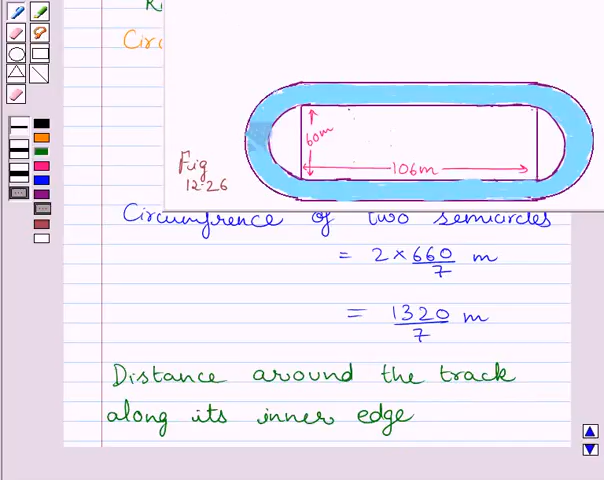 60m
106m
Fig
12.26
Circumfrence of two semicircles
= 2 × 660/7 m
= 1320/7 m
Distance around the track
along its inner edge